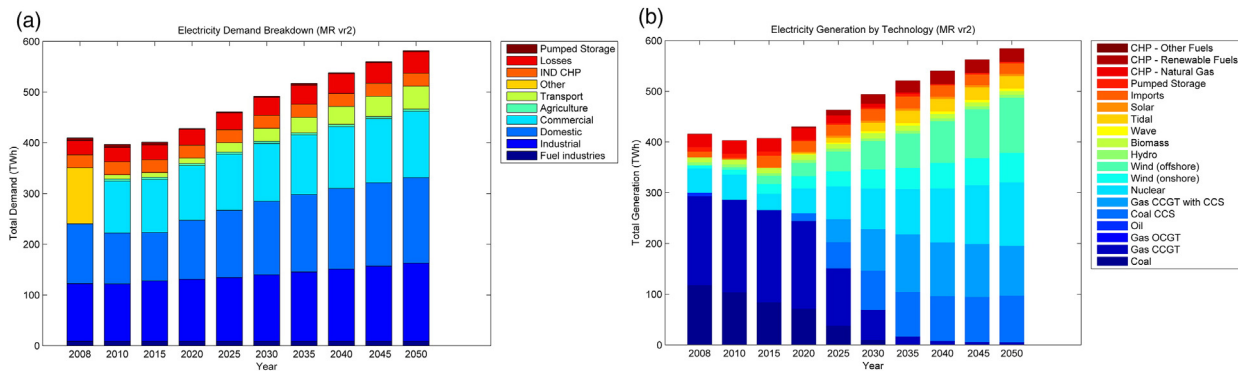 (a)
Electricity Demand Breakdown (MR vr2)
600
500
400
300
200
100
0
Total Demand (TWh)
2008 2010 2015 2020 2025 2030 2035 2040 2045 2050
Year
Pumped Storage
Losses
IND CHP
Other
Transport
Agriculture
Commercial
Domestic
Industrial
Fuel industries
(b)
Electricity Generation by Technology (MR vr2)
600
500
400
300
200
100
0
Total Generation (TWh)
2008 2010 2015 2020 2025 2030 2035 2040 2045 2050
Year
CHP - Other Fuels
CHP - Renewable Fuels
CHP - Natural Gas
Pumped Storage
Imports
Solar
Tidal
Wave
Biomass
Hydro
Wind (offshore)
Wind (onshore)
Nuclear
Gas CCGT with CCS
Coal CCS
Oil
Gas OCGT
Gas CCGT
Coal